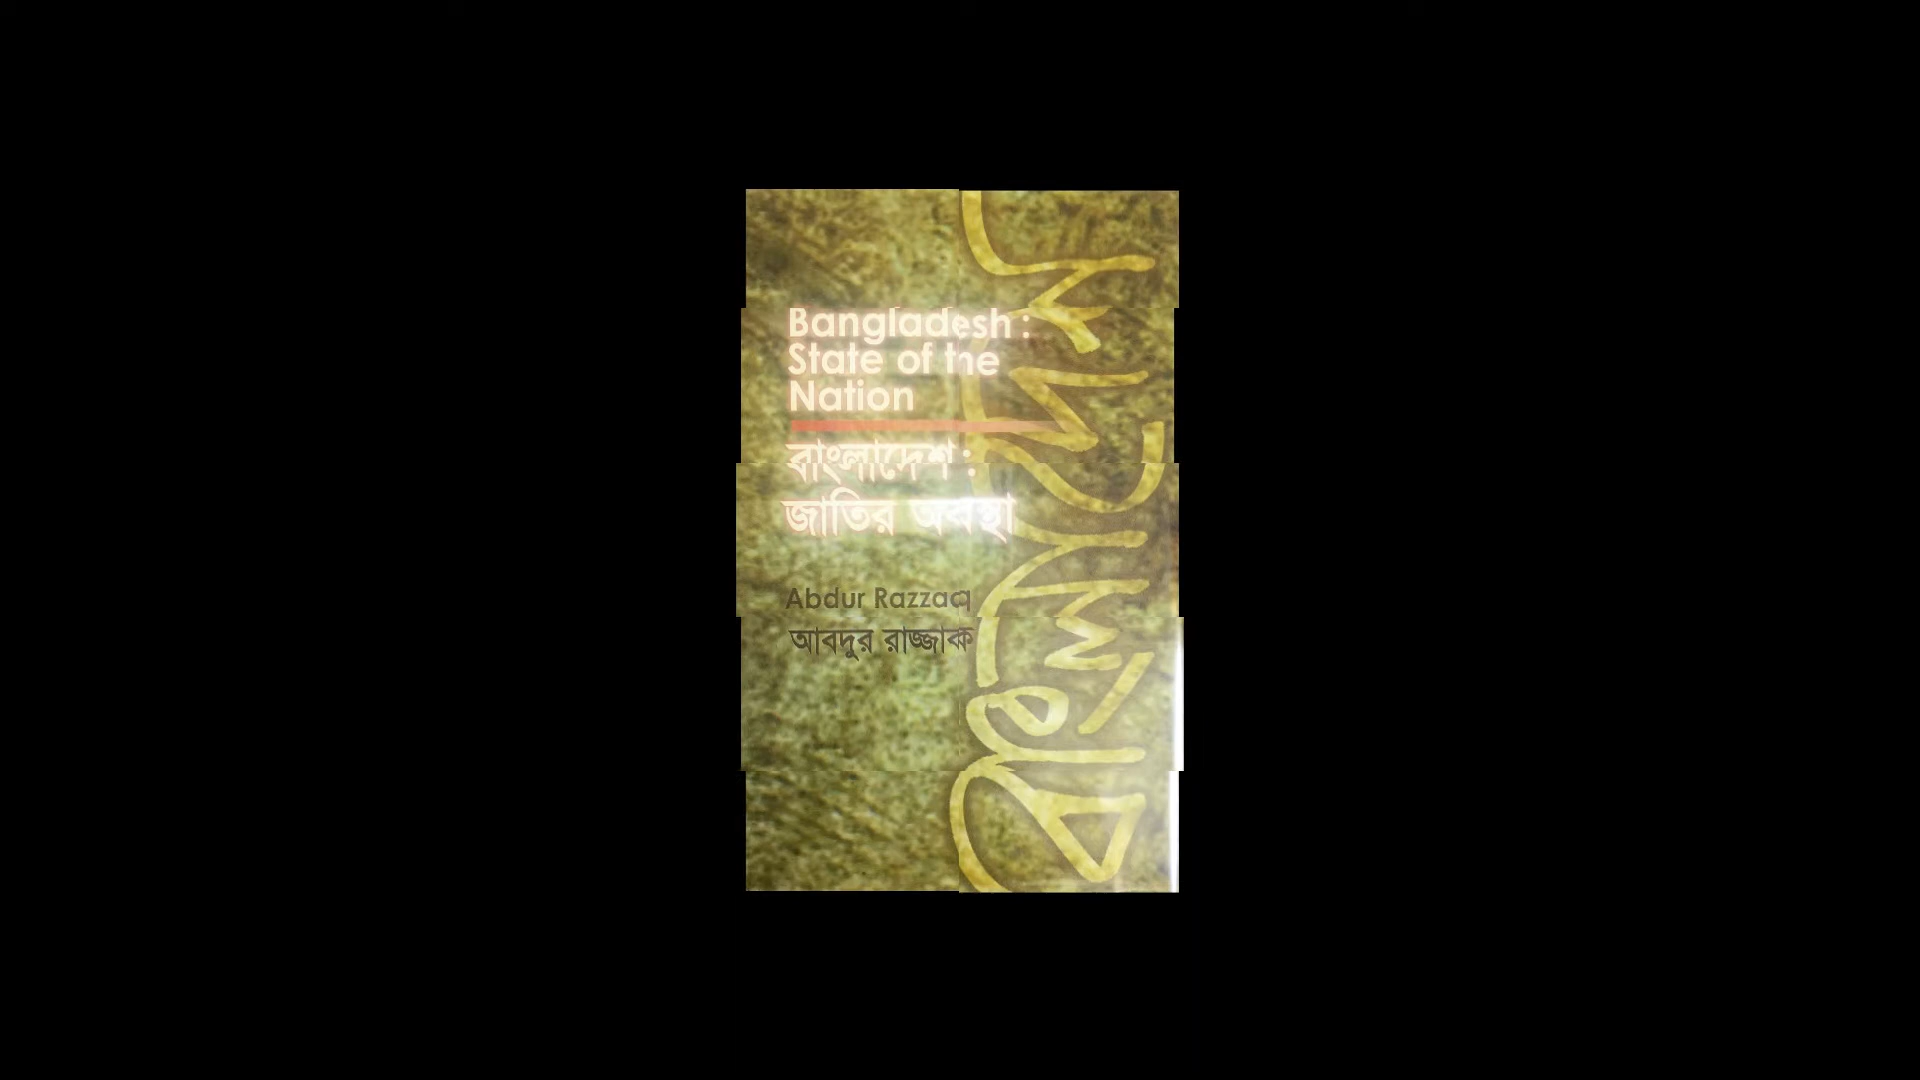 Bangladesh :
State of the
Nation
বাংলাদেশ :
জাতির অবস্থা
Abdur Razzaq
আবদুর রাজ্জাক
বাংলাদেশ